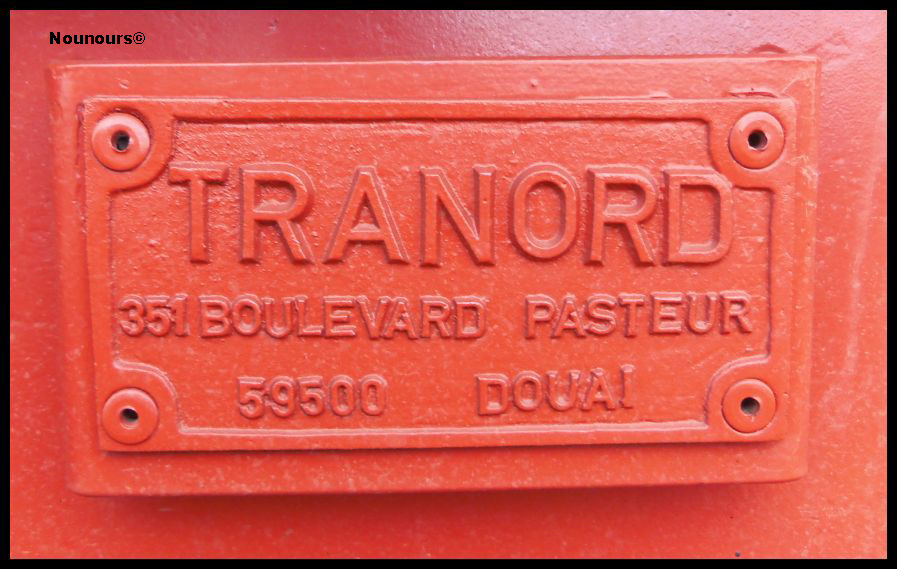 Nounours©
TRANORD
351 BOULEVARD PASTEUR
59500 DOUAI